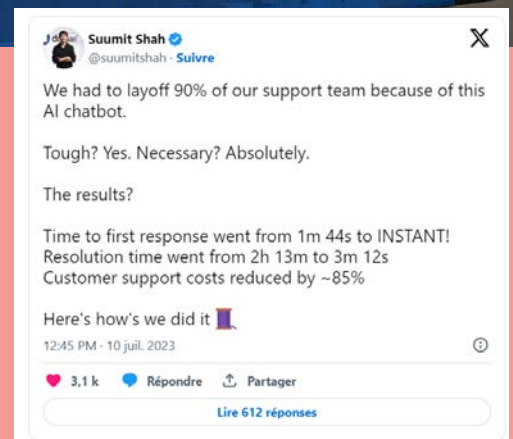 Suumit Shah
@suumitshah · Suivre
We had to layoff 90% of our support team because of this
AI chatbot.
Tough? Yes. Necessary? Absolutely.
The results?
Time to first response went from 1m 44s to INSTANT!
Resolution time went from 2h 13m to 3m 12s
Customer support costs reduced by ~85%
Here's how's we did it 🧵
12:45 PM · 10 juil. 2023
3,1 k Répondre Partager
Lire 612 réponses